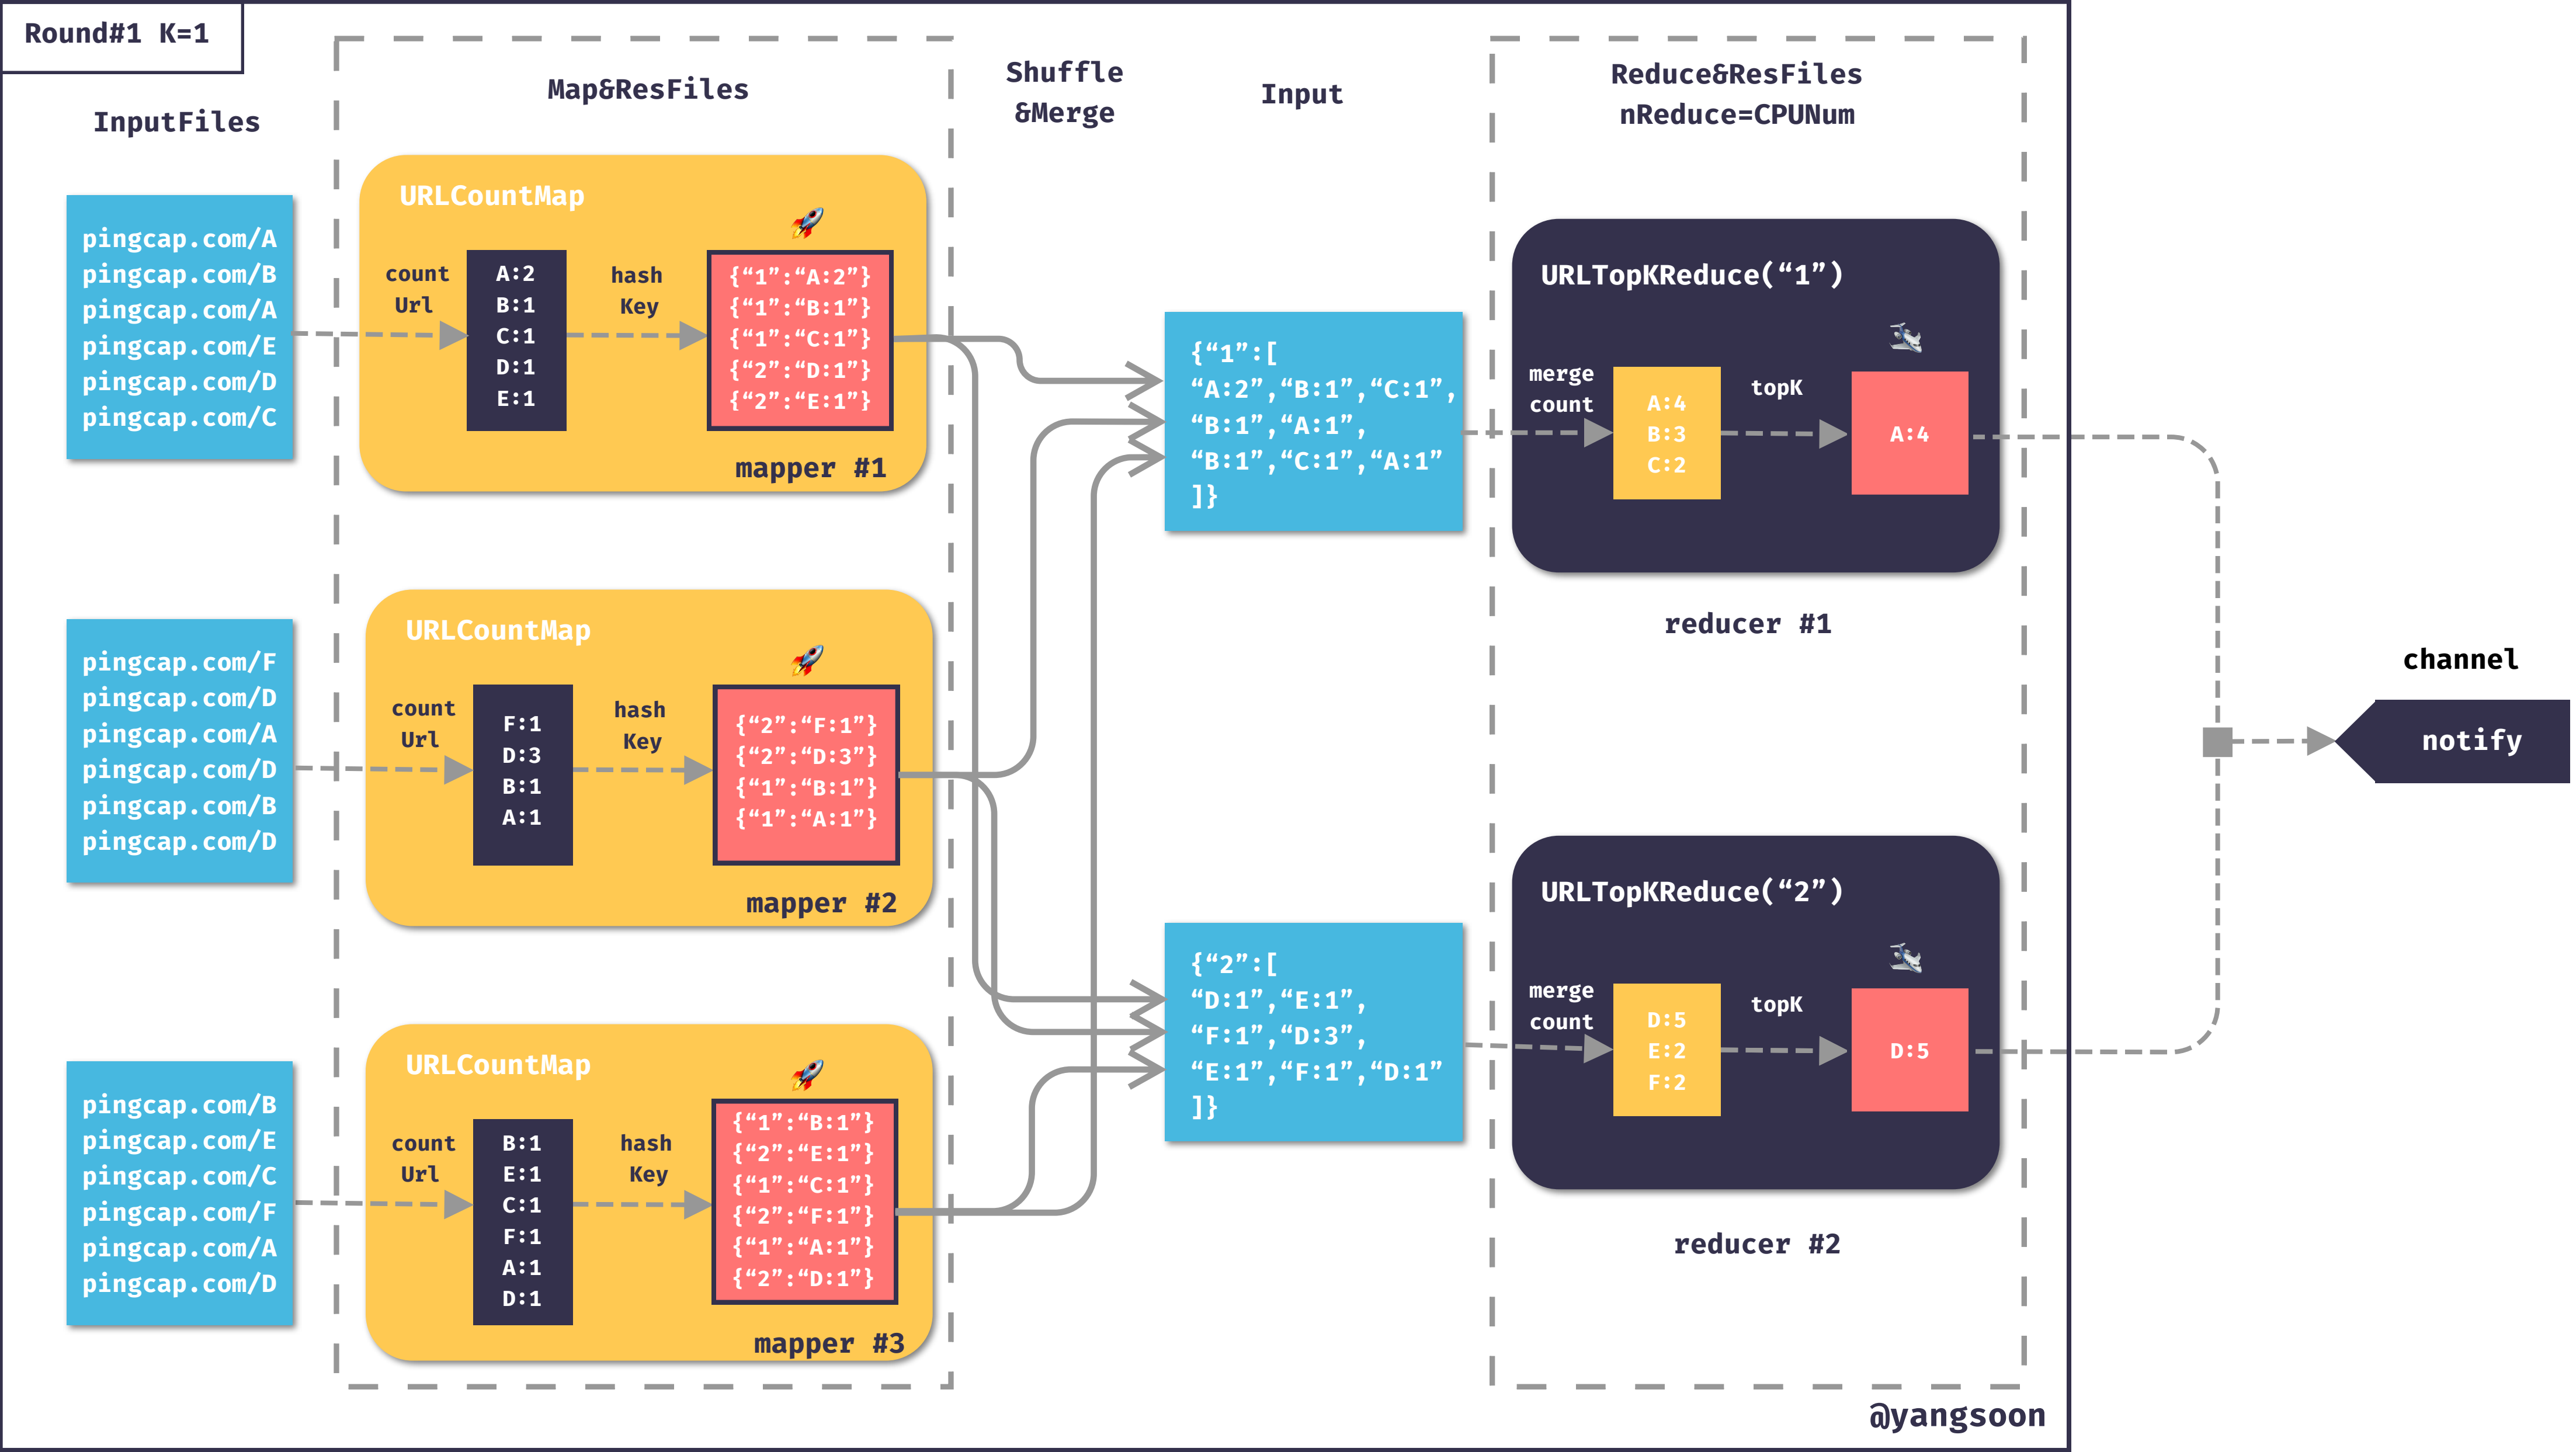 Round#1 K=1
InputFiles
Map&ResFiles
Shuffle
&Merge
Input
Reduce&ResFiles
nReduce=CPUNum
pingcap.com/A
pingcap.com/B
pingcap.com/A
pingcap.com/E
pingcap.com/D
pingcap.com/C
URLCountMap
count
Url
A:2
B:1
C:1
D:1
E:1
hash
Key
{“1”:“A:2”}
{“1”:“B:1”}
{“1”:“C:1”}
{“2”:“D:1”}
{“2”:“E:1”}
mapper #1
pingcap.com/F
pingcap.com/D
pingcap.com/A
pingcap.com/D
pingcap.com/B
pingcap.com/D
URLCountMap
count
Url
F:1
D:3
B:1
A:1
hash
Key
{“2”:“F:1”}
{“2”:“D:3”}
{“1”:“B:1”}
{“1”:“A:1”}
mapper #2
pingcap.com/B
pingcap.com/E
pingcap.com/C
pingcap.com/F
pingcap.com/A
pingcap.com/D
URLCountMap
count
Url
B:1
E:1
C:1
F:1
A:1
D:1
hash
Key
{“1”:“B:1”}
{“2”:“E:1”}
{“1”:“C:1”}
{“2”:“F:1”}
{“1”:“A:1”}
{“2”:“D:1”}
mapper #3
{“1”:[
“A:2”,“B:1”,“C:1”,
“B:1”,“A:1”,
“B:1”,“C:1”,“A:1”
]}
{“2”:[
“D:1”,“E:1”,
“F:1”,“D:3”,
“E:1”,“F:1”,“D:1”
]}
URLTopKReduce(“1”)
merge
count
A:4
B:3
C:2
topK
A:4
reducer #1
URLTopKReduce(“2”)
merge
count
D:5
E:2
F:2
topK
D:5
reducer #2
channel
notify
@yangsoon